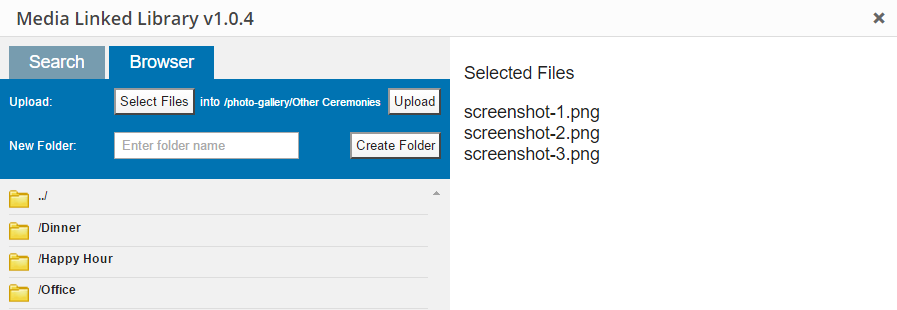 Media Linked Library v1.0.4
Search Browser
Upload: Select Files into /photo-gallery/Other Ceremonies Upload
New Folder: Enter folder name Create Folder
../
/Dinner
/Happy Hour
/Office
Selected Files
screenshot-1.png
screenshot-2.png
screenshot-3.png